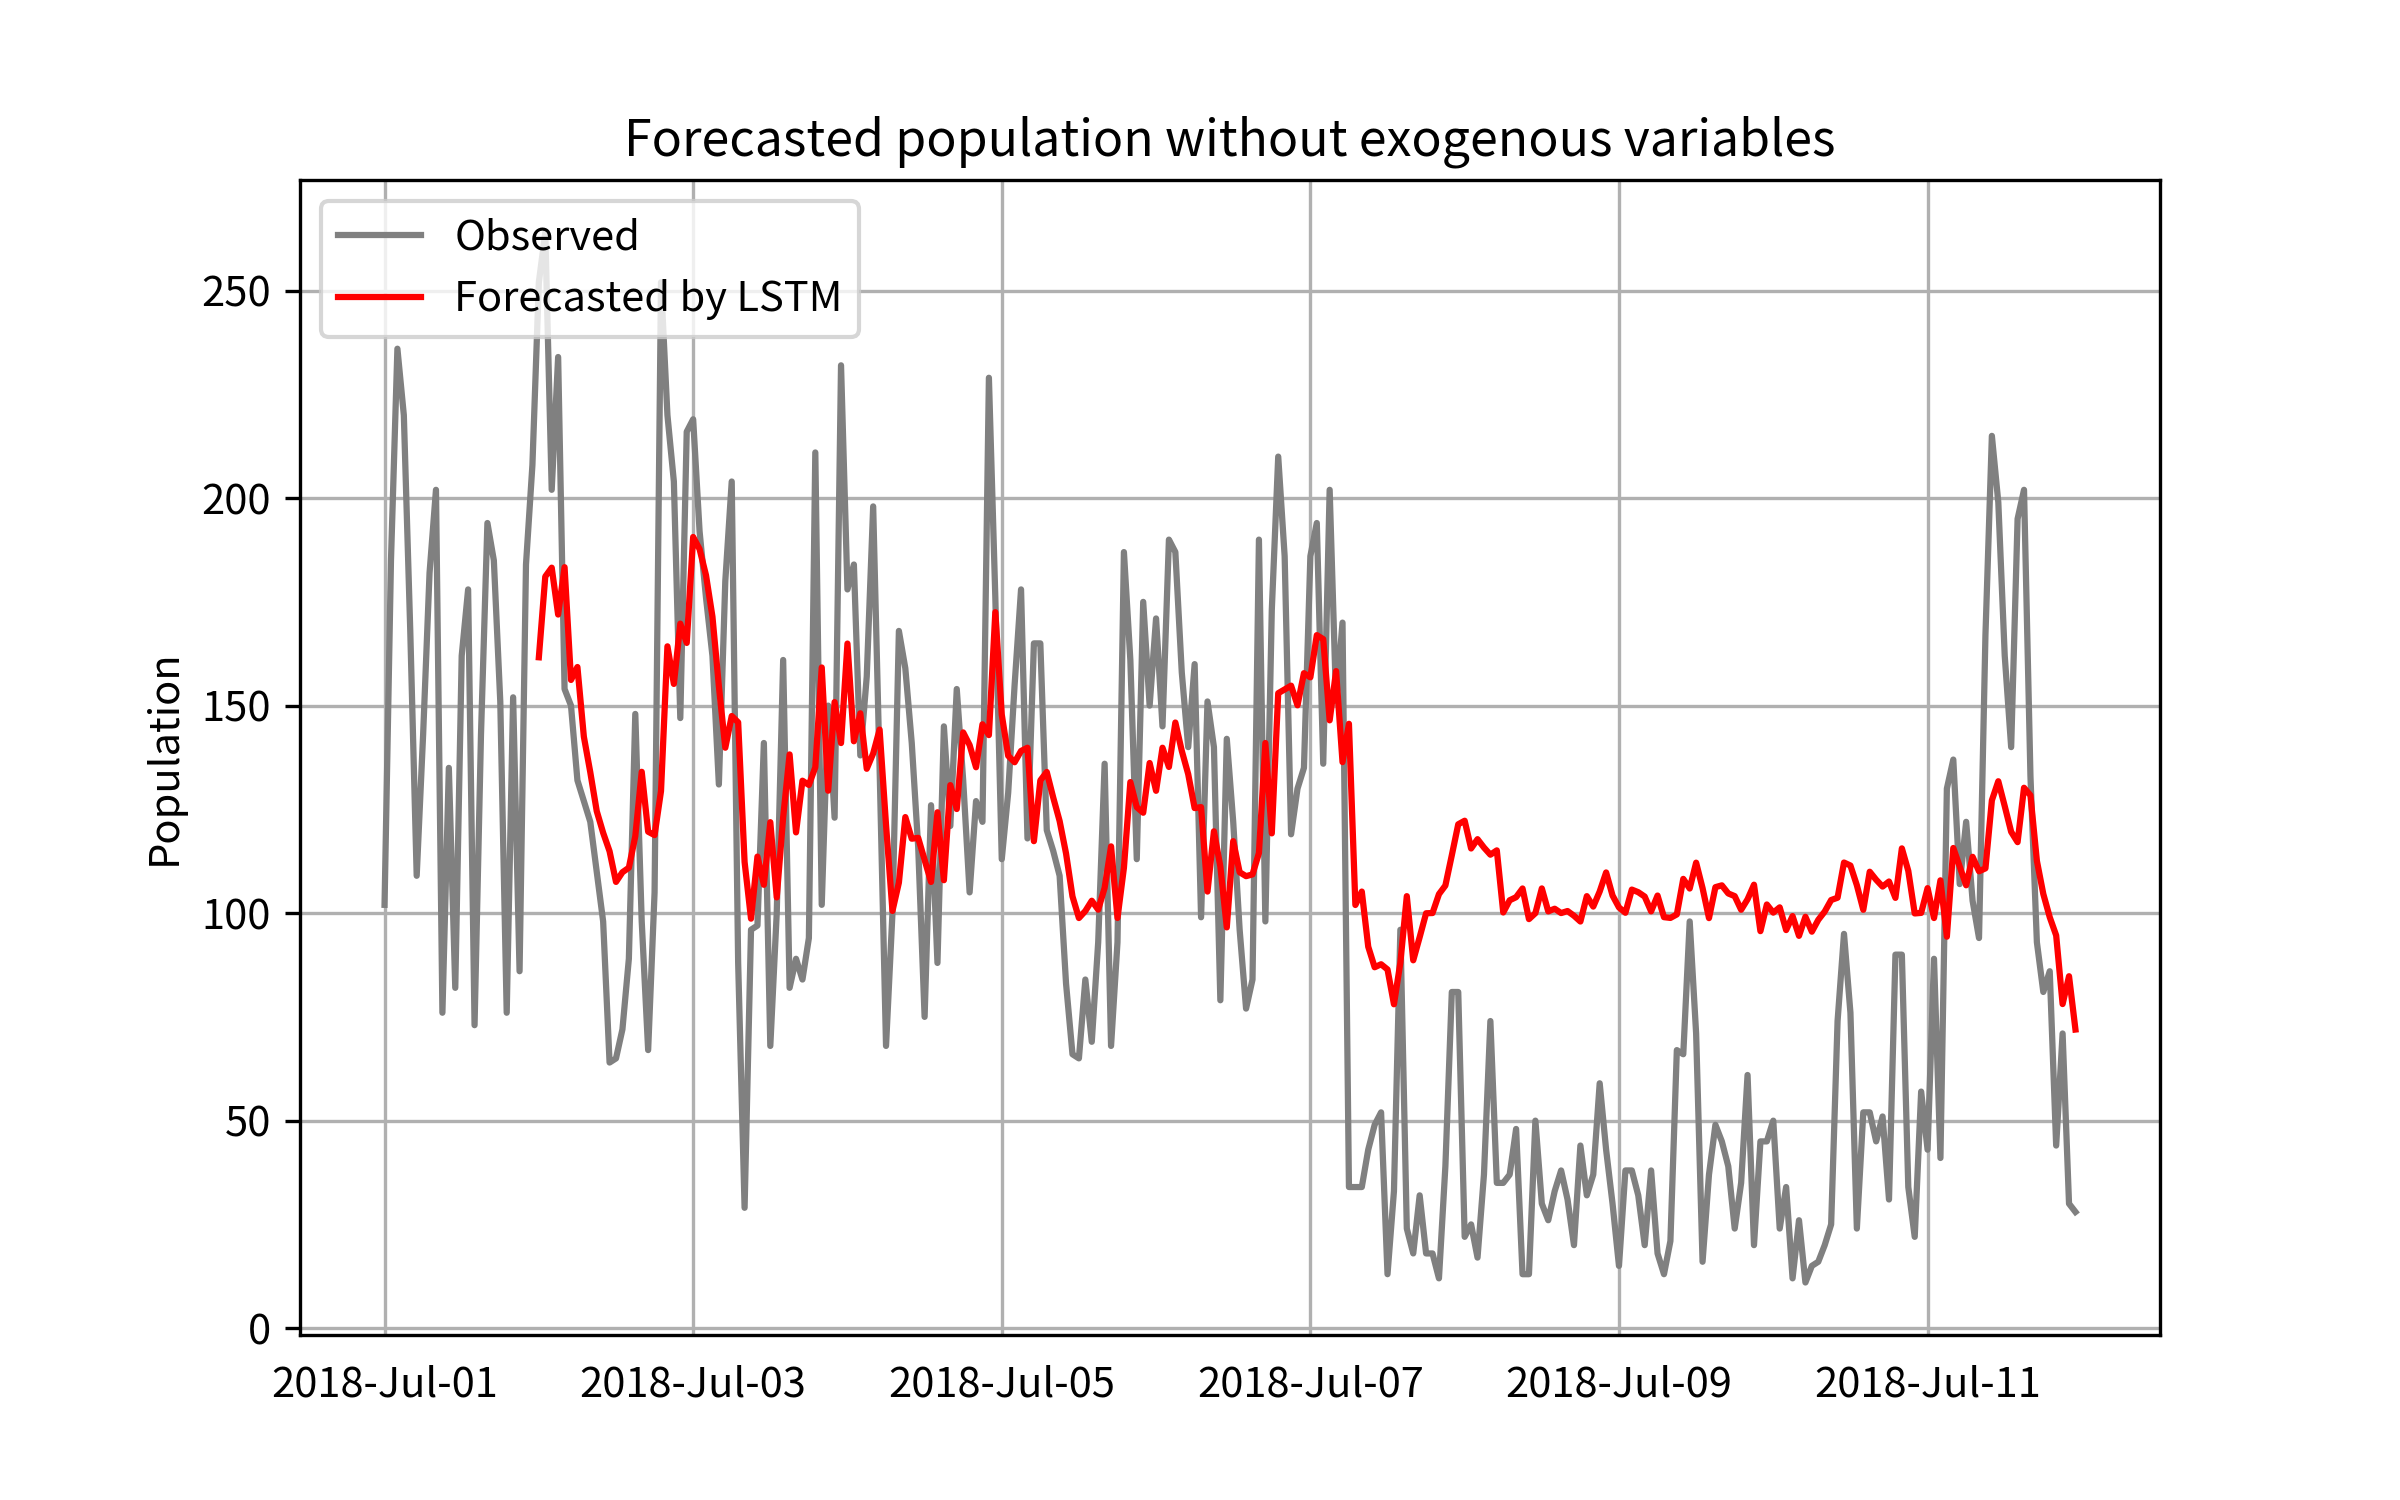 Forecasted population without exogenous variables
Observed
Forecasted by LSTM
Population
250
200
150
100
50
0
2018-Jul-01 2018-Jul-03 2018-Jul-05 2018-Jul-07 2018-Jul-09 2018-Jul-11